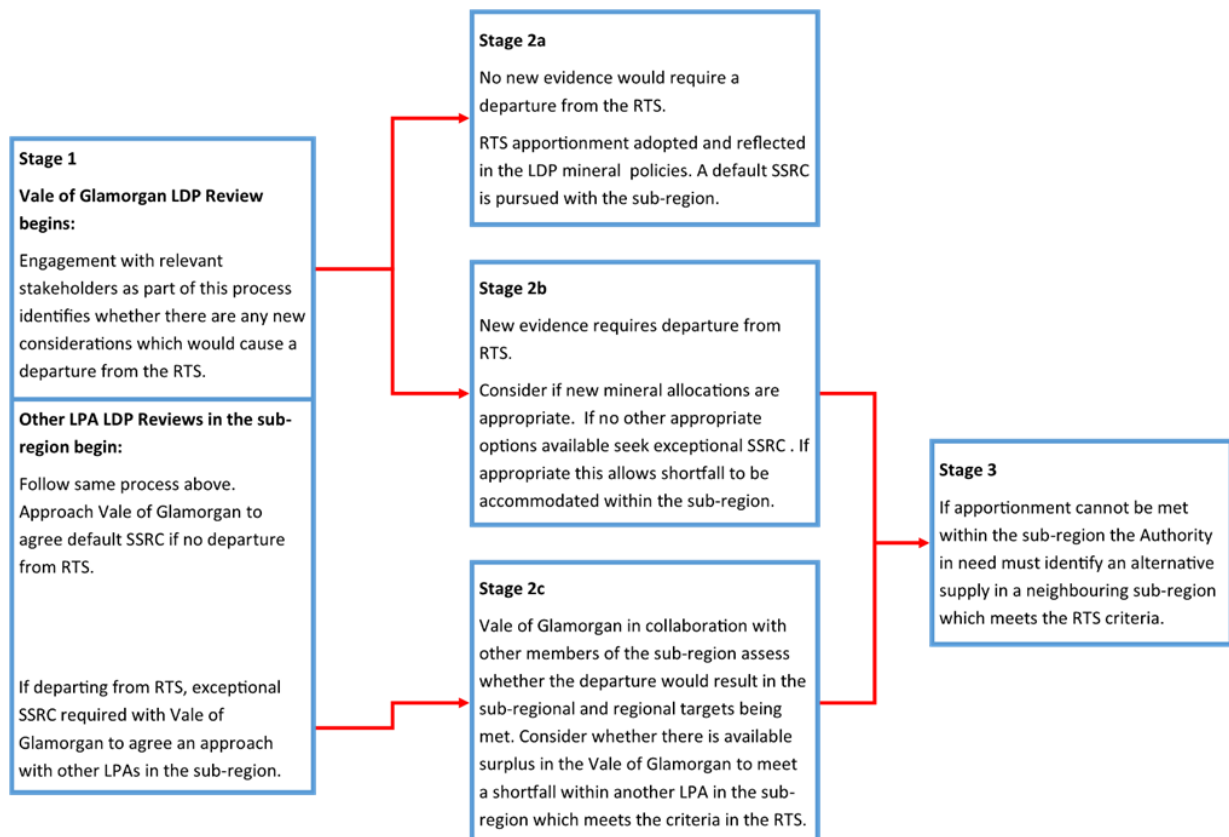 Stage 1
Vale of Glamorgan LDP Review
begins:
Engagement with relevant
stakeholders as part of this process
identifies whether there are any new
considerations which would cause a
departure from the RTS.
Other LPA LDP Reviews in the sub-
region begin:
Follow same process above.
Approach Vale of Glamorgan to
agree default SSRC if no departure
from RTS.
If departing from RTS, exceptional
SSRC required with Vale of
Glamorgan to agree an approach
with other LPAs in the sub-region.
Stage 2a
No new evidence would require a
departure from the RTS.
RTS apportionment adopted and reflected
in the LDP mineral policies. A default SSRC
is pursued with the sub-region.
Stage 2b
New evidence requires departure from
RTS.
Consider if new mineral allocations are
appropriate. If no other appropriate
options available seek exceptional SSRC . If
appropriate this allows shortfall to be
accommodated within the sub-region.
Stage 2c
Vale of Glamorgan in collaboration with
other members of the sub-region assess
whether the departure would result in the
sub-regional and regional targets being
met. Consider whether there is available
surplus in the Vale of Glamorgan to meet
a shortfall within another LPA in the sub-
region which meets the criteria in the RTS.
Stage 3
If apportionment cannot be met
within the sub-region the Authority
in need must identify an alternative
supply in a neighbouring sub-region
which meets the RTS criteria.